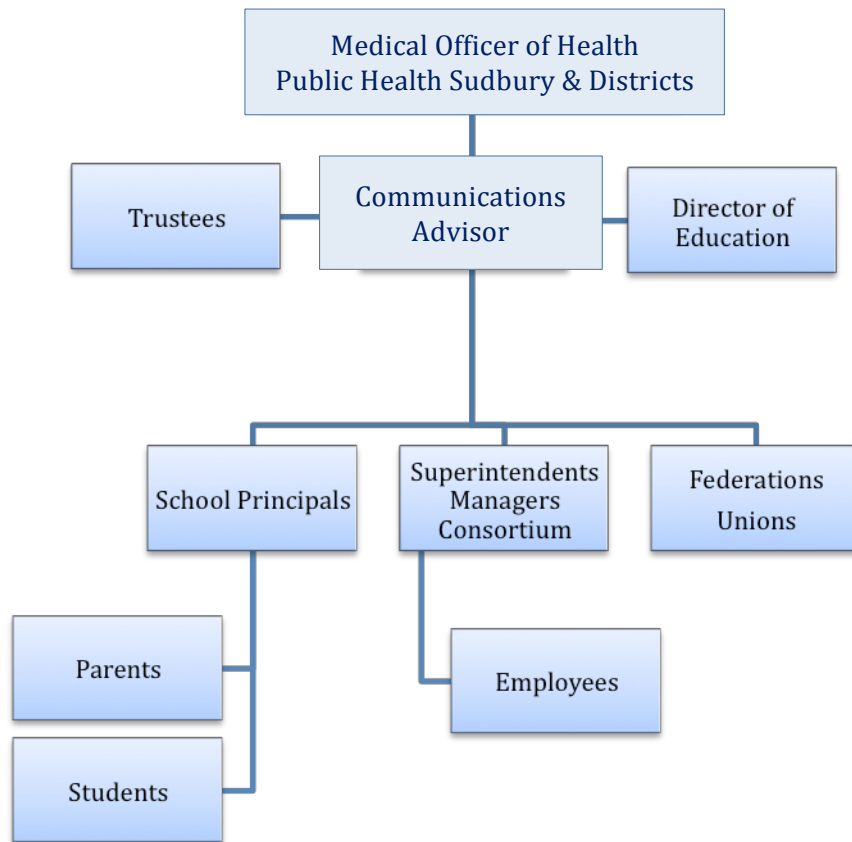 Medical Officer of Health
Public Health Sudbury & Districts
Trustees
Communications
Advisor
Director of
Education
School Principals
Superintendents
Managers
Consortium
Federations
Unions
Parents
Employees
Students